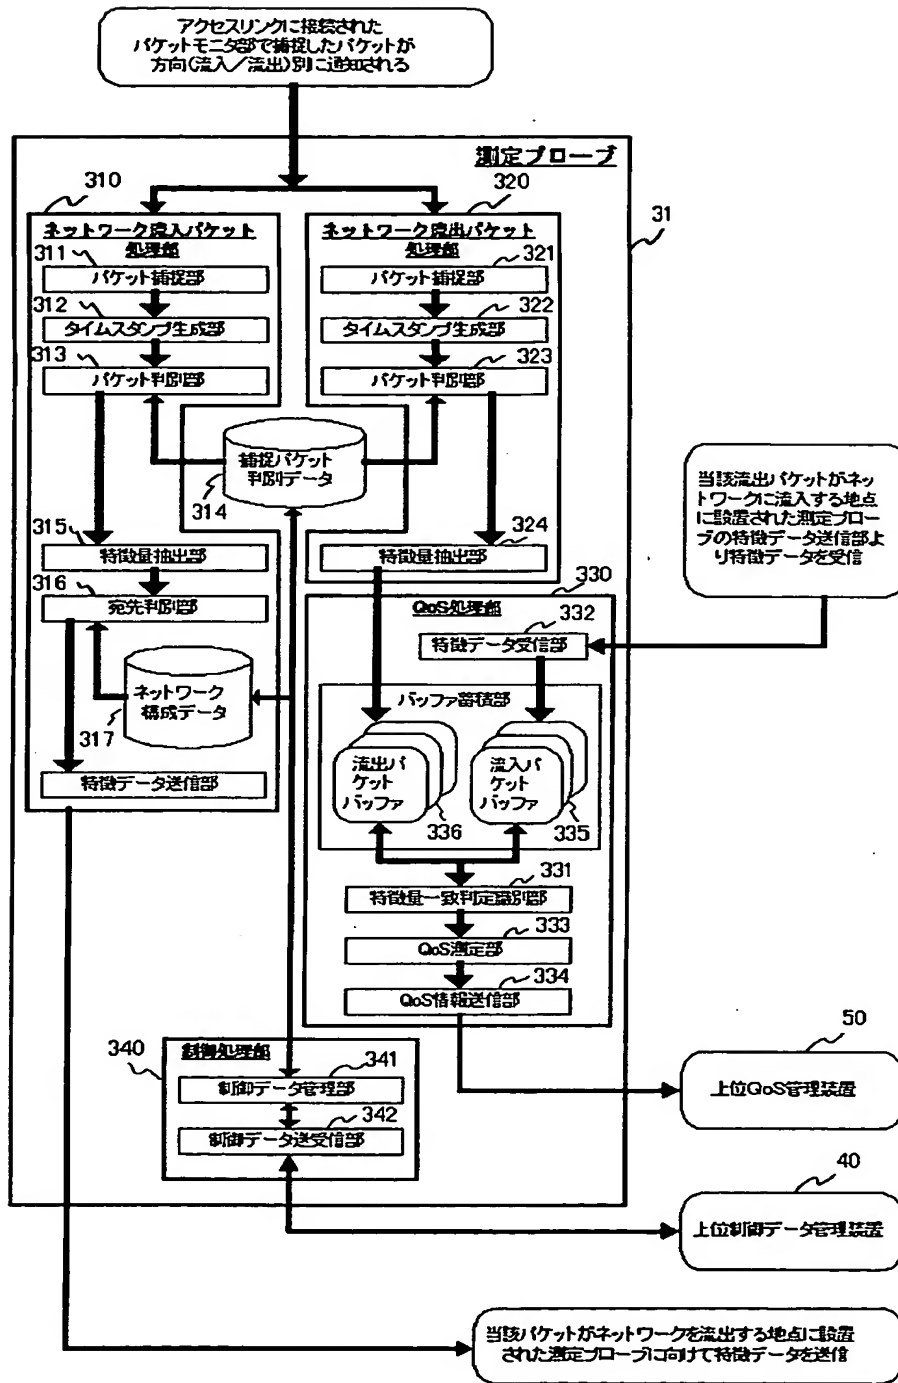 アクセスリンクに接続された
パケットモニタ部で捕捉したパケットが
方向(流入／流出)別に通知される
測定プローブ
310
320
31
ネットワーク流入パケット
処理部
ネットワーク流出パケット
処理部
311
パケット捕捉部
321
パケット捕捉部
312
タイムスタンプ生成部
322
タイムスタンプ生成部
313
パケット判別部
323
パケット判別部
捕捉パケット
判別データ
314
当該流出パケットがネッ
トワークに流入する地点
に設置された測定プロー
ブの特徴データ送信部よ
り特徴データを受信
315
特徴量抽出部
324
特徴量抽出部
316
宛先判別部
330
QoS処理部
332
特徴データ受信部
ネットワーク
構成データ
317
バッファ蓄積部
流出パ
ケット
バッファ
336
流入パ
ケット
バッファ
335
特徴データ送信部
331
特徴量一致判定識別部
333
QoS測定部
334
QoS情報送信部
340
制御処理部
341
制御データ管理部
342
制御データ送受信部
50
上位QoS管理装置
40
上位制御データ管理装置
当該パケットがネットワークを流出する地点に設置
された測定プローブに向けて特徴データを送信